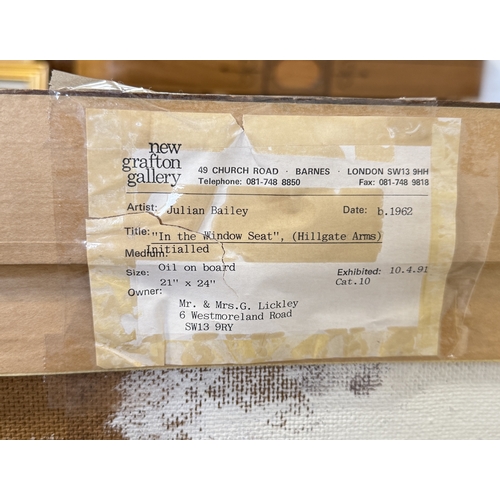 new
grafton
gallery
49 CHURCH ROAD · BARNES · LONDON SW13 9HH
Telephone: 081-748 8850 Fax: 081-748 9818
Artist: Julian Bailey Date: b.1962
Title: "In the Window Seat", (Hillgate Arms)
Medium: Initialled
Size: Oil on board Exhibited: 10.4.91
21" x 24" Cat.10
Owner: Mr. & Mrs.G. Lickley
6 Westmoreland Road
SW13 9RY